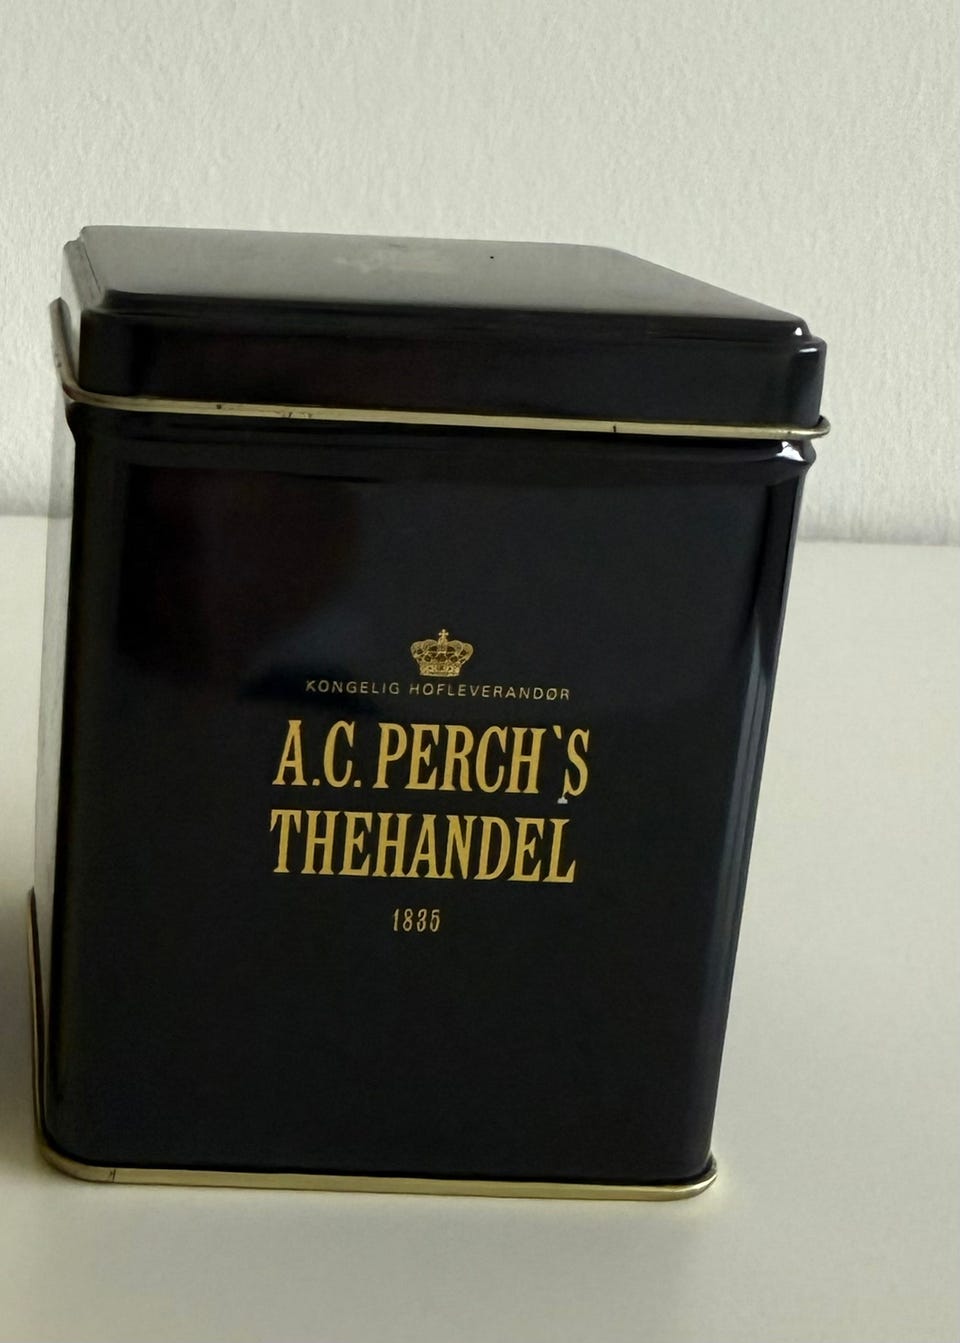 KONGELIG HOFLEVERANDØR
A.C. PERCH`S
THEHANDEL
1835